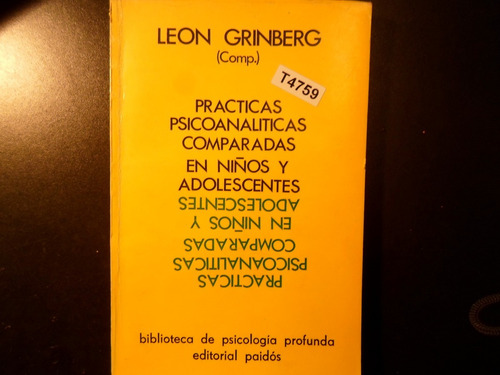 LEON GRINBERG
(Comp.)
T4759
PRACTICAS
PSICOANALITICAS
COMPARADAS
EN NIÑOS Y
ADOLESCENTES
ADOLESCENTES
EN NIÑOS Y
COMPARADAS
PSICOANALITICAS
PRACTICAS
biblioteca de psicología profunda
editorial paidós